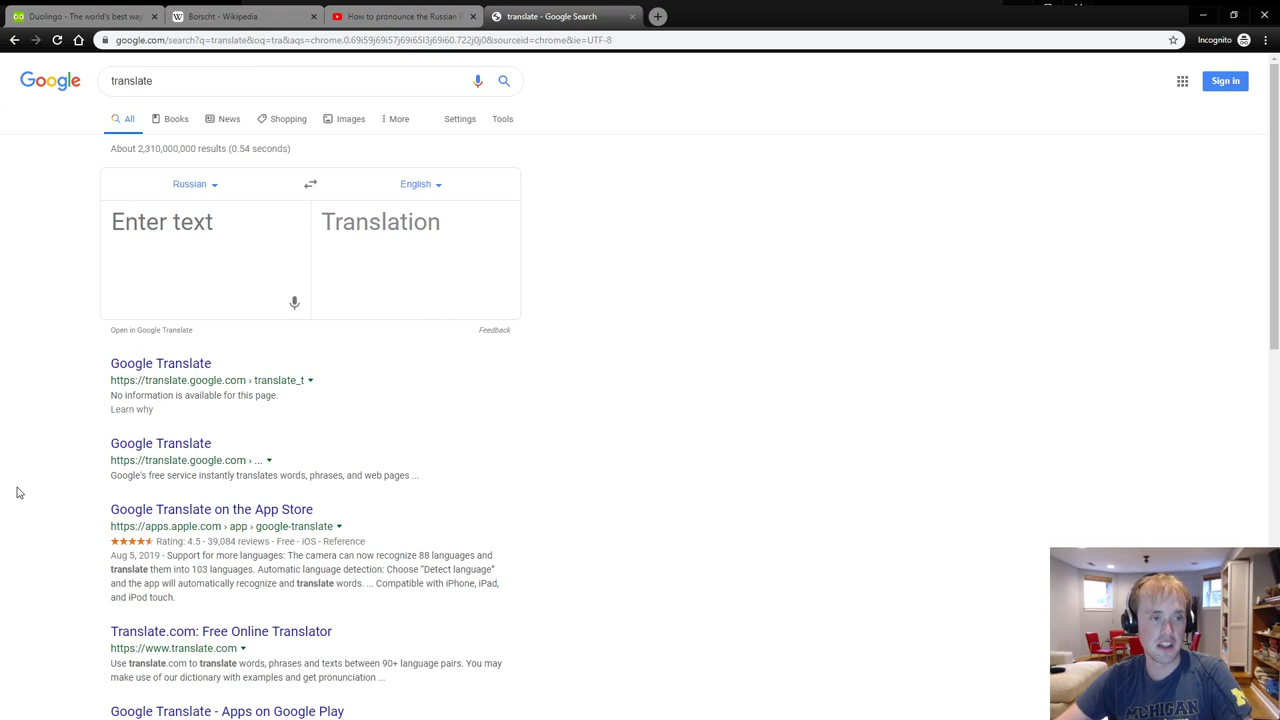 Duolingo - The world's best way
Borscht - Wikipedia
How to pronounce the Russian
translate - Google Search
google.com/search?q=translate&oq=tra&aqs=chrome.0.69i59j69i57j69i65l3j69i60.722j0j0&sourceid=chrome&ie=UTF-8
Incognito
Google
translate
Sign in
All
Books
News
Shopping
Images
More
Settings
Tools
About 2,310,000,000 results (0.54 seconds)
Russian
English
Enter text
Translation
Open in Google Translate
Feedback
Google Translate
https://translate.google.com › translate_t
No information is available for this page.
Learn why
Google Translate
https://translate.google.com › ...
Google's free service instantly translates words, phrases, and web pages ...
Google Translate on the App Store
https://apps.apple.com › app › google-translate
Rating: 4.5 - 39,084 reviews - Free - iOS - Reference
Aug 5, 2019 - Support for more languages: The camera can now recognize 88 languages and
translate them into 103 languages. Automatic language detection: Choose “Detect language”
and the app will automatically recognize and translate words. ... Compatible with iPhone, iPad,
and iPod touch.
Translate.com: Free Online Translator
https://www.translate.com
Use translate.com to translate words, phrases and texts between 90+ language pairs. You may
make use of our dictionary with examples and get pronunciation ...
Google Translate - Apps on Google Play
MICHIGAN